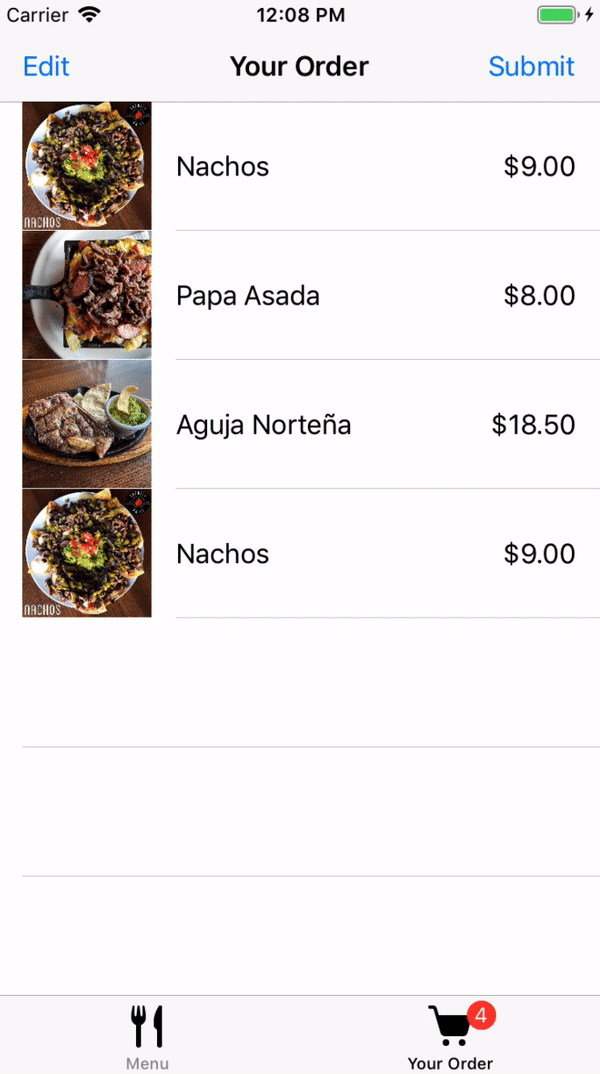 Carrier 12:08 PM
Edit Your Order Submit
NACHOS
Nachos $9.00
Papa Asada $8.00
Aguja Norteña $18.50
NACHOS
Nachos $9.00
4
Menu Your Order